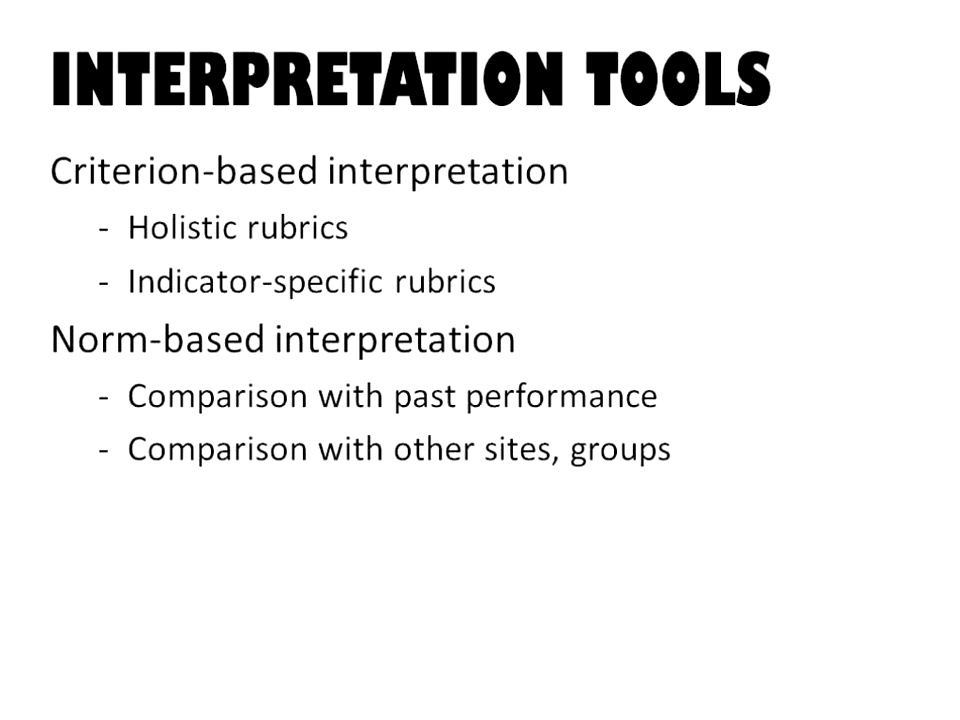 INTERPRETATION TOOLS
Criterion-based interpretation
- Holistic rubrics
- Indicator-specific rubrics
Norm-based interpretation
- Comparison with past performance
- Comparison with other sites, groups